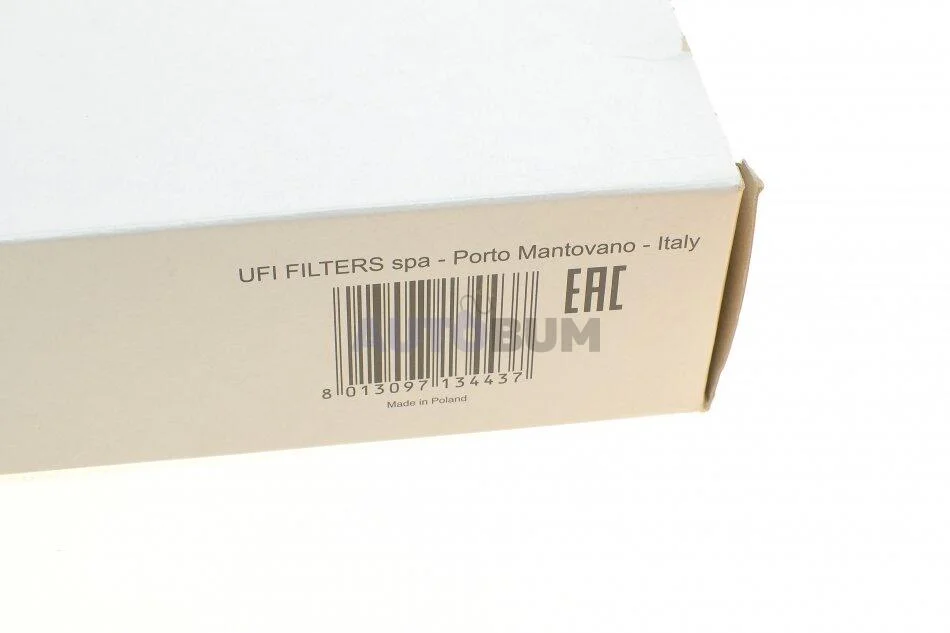 UFI FILTERS spa - Porto Mantovano - Italy
EAC
AUTOBUM
8 013097 134437
Made in Poland